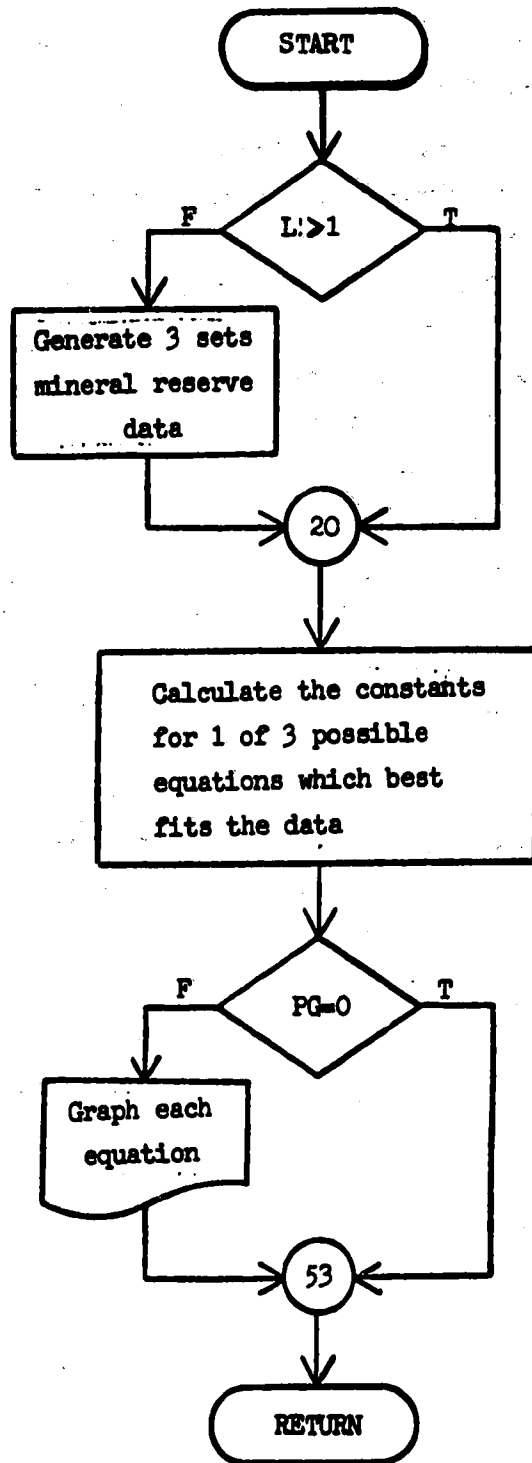 START
L!>1
F
T
Generate 3 sets
mineral reserve
data
20
Calculate the constants
for 1 of 3 possible
equations which best
fits the data
PG=0
F
T
Graph each
equation
53
RETURN